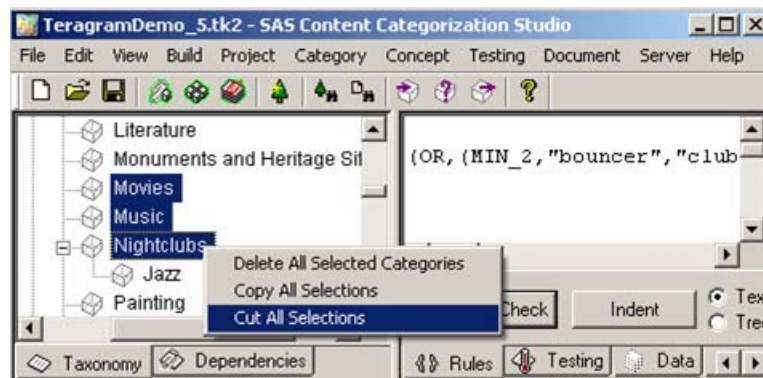 TeragramDemo_5.tk2 - SAS Content Categorization Studio
File Edit View Build Project Category Concept Testing Document Server Help
Literature
Monuments and Heritage Sit
Movies
Music
Nightclubs
Jazz
Painting
(OR,(MIN_2,"bouncer","club
Delete All Selected Categories
Copy All Selections
Cut All Selections
Check
Indent
Tex
Tre
Taxonomy Dependencies
Rules Testing Data